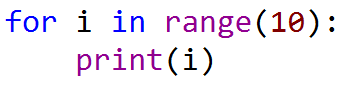 for i in range(10):
    print(i)